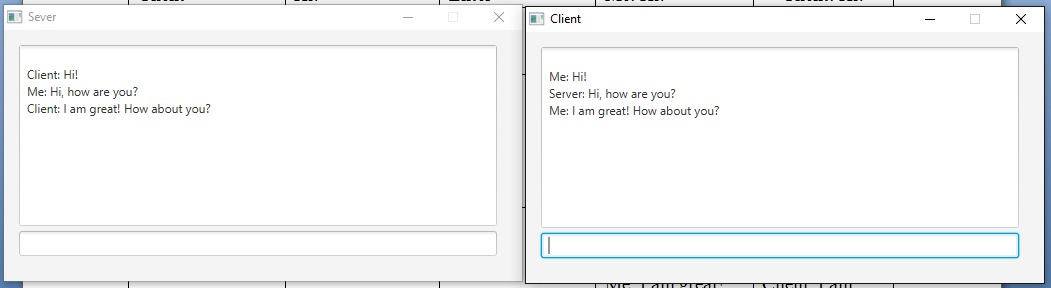 Sever
Client: Hi!
Me: Hi, how are you?
Client: I am great! How about you?
Client
Me: Hi!
Server: Hi, how are you?
Me: I am great! How about you?